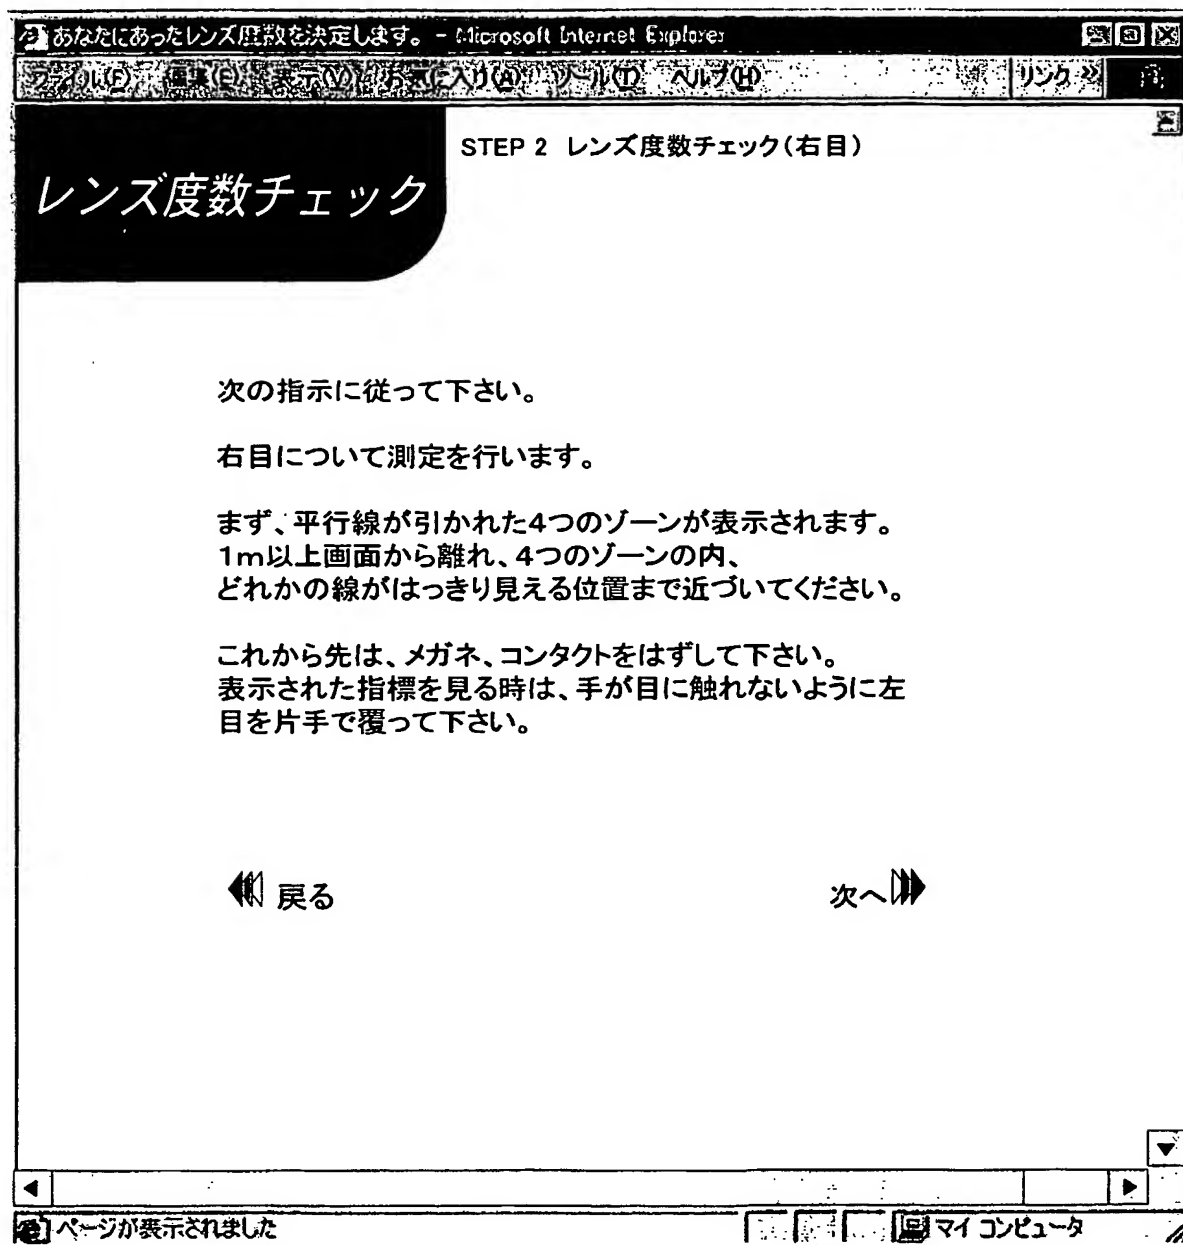 あなたにあったレンズ度数を決定します。 - Microsoft Internet Explorer
ファイル(F) 編集(E) 表示(V) お気に入り(A) ツール(T) ヘルプ(H) リンク »
STEP 2 レンズ度数チェック(右目)
レンズ度数チェック
次の指示に従って下さい。
右目について測定を行います。
まず、平行線が引かれた4つのゾーンが表示されます。
1m以上画面から離れ、4つのゾーンの内、
どれかの線がはっきり見える位置まで近づいてください。
これから先は、メガネ、コンタクトをはずして下さい。
表示された指標を見る時は、手が目に触れないように左
目を片手で覆って下さい。
戻る 次へ
ページが表示されました マイ コンピュータ